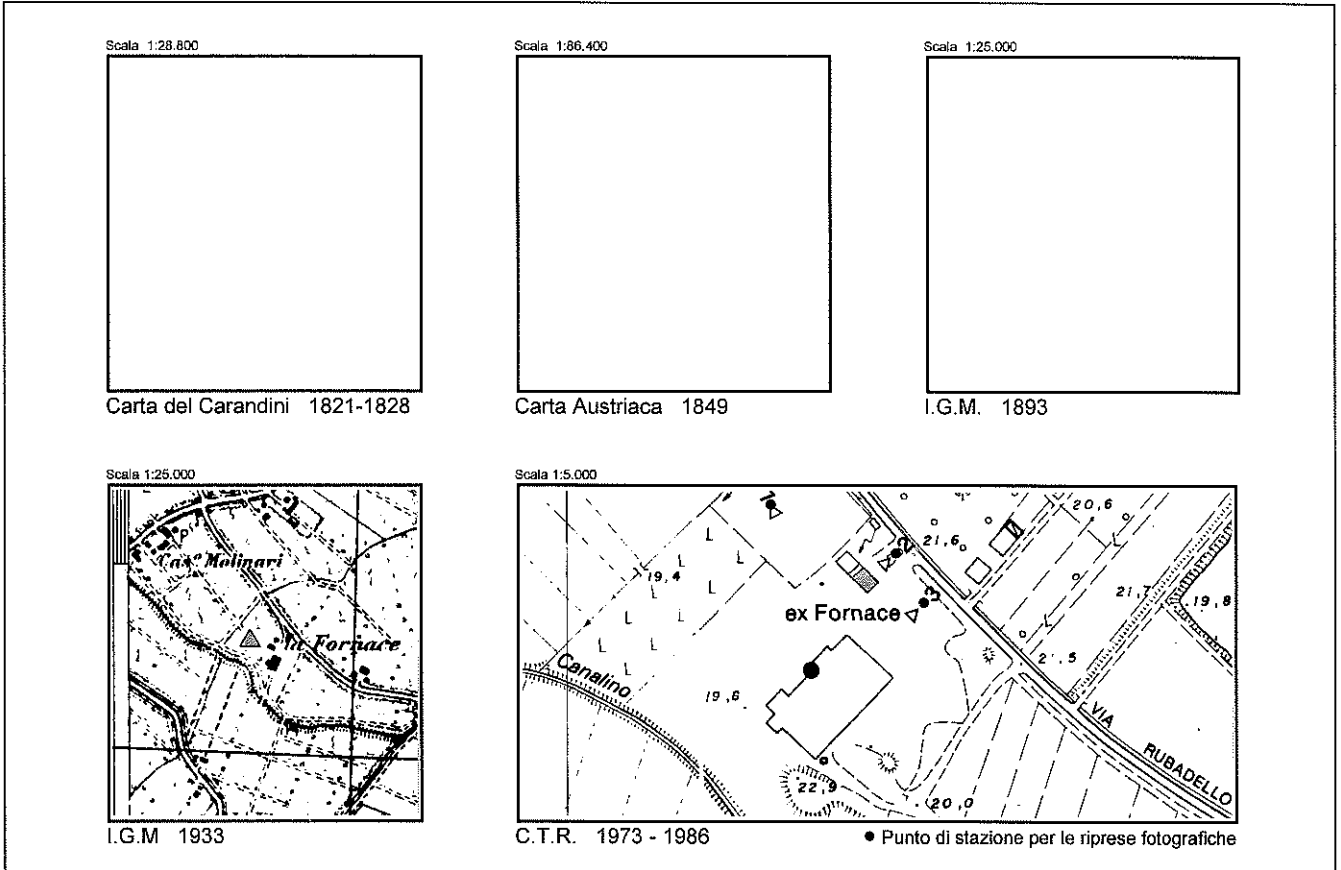 Scala 1:28.800
Scala 1:86.400
Scala 1:25.000
Carta del Carandini 1821-1828
Carta Austriaca 1849
I.G.M. 1893
Scala 1:25.000
Scala 1:5.000
Cas.º Molinari
la Fornace
1
2
3
20,6
21,6
19,4
21,7
19,8
ex Fornace
21,5
Canalino
19,6
VIA RUBADELLO
22,9
20,0
L
L
L
L
L
L
L
L
L
L
I.G.M 1933
C.T.R. 1973 - 1986
Punto di stazione per le riprese fotografiche